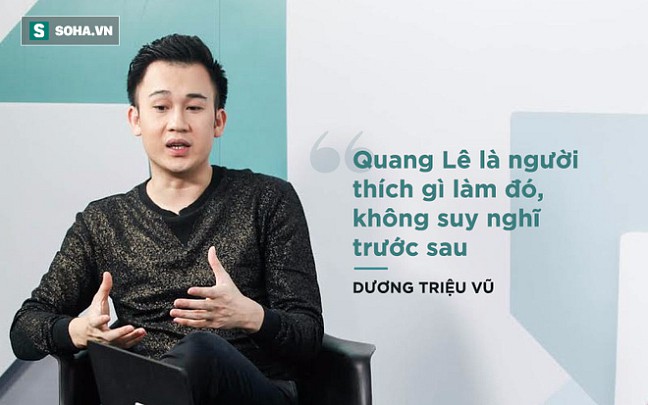 S SOHA.VN
“
Quang Lê là người
thích gì làm đó,
không suy nghĩ
trước sau
DƯƠNG TRIỆU VŨ